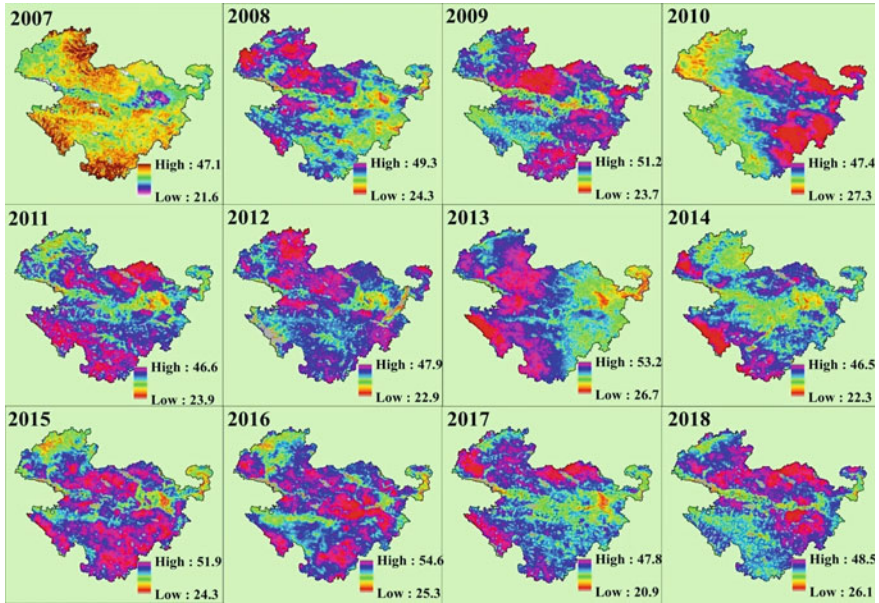 2007
High : 47.1
Low : 21.6
2008
High : 49.3
Low : 24.3
2009
High : 51.2
Low : 23.7
2010
High : 47.4
Low : 27.3
2011
High : 46.6
Low : 23.9
2012
High : 47.9
Low : 22.9
2013
High : 53.2
Low : 26.7
2014
High : 46.5
Low : 22.3
2015
High : 51.9
Low : 24.3
2016
High : 54.6
Low : 25.3
2017
High : 47.8
Low : 20.9
2018
High : 48.5
Low : 26.1